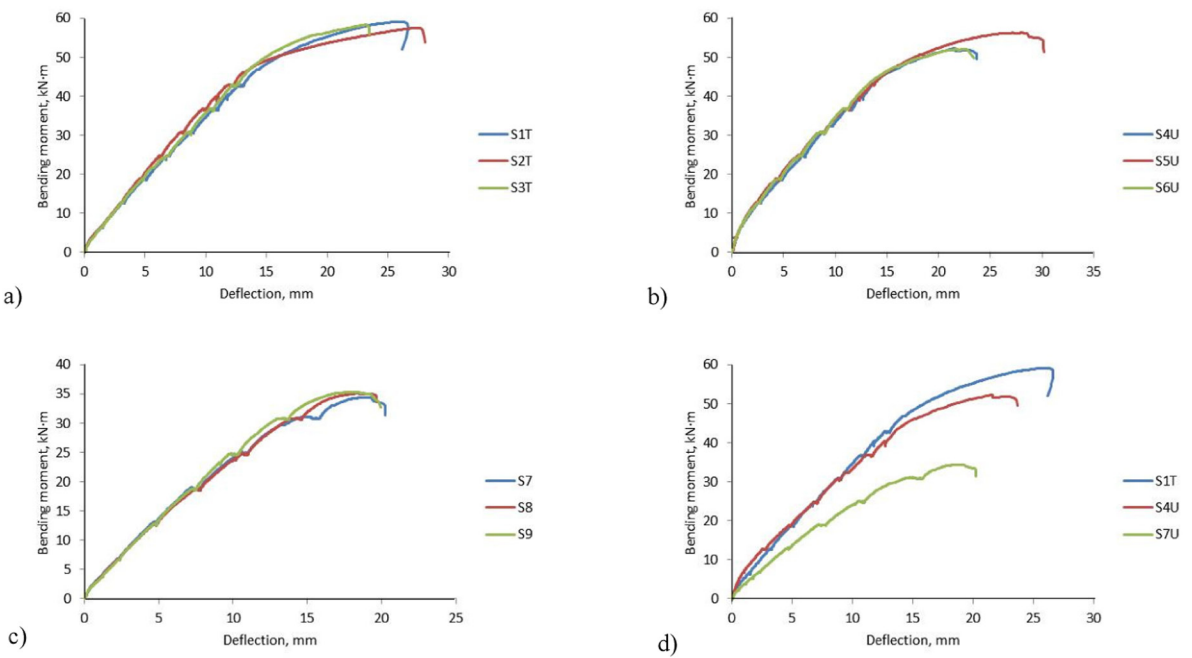 60
50
40
30
20
10
0
Bending moment, kN·m
0 5 10 15 20 25 30
Deflection, mm
S1T
S2T
S3T
a)
60
50
40
30
20
10
0
Bending moment, kN·m
0 5 10 15 20 25 30 35
Deflection, mm
S4U
S5U
S6U
b)
40
35
30
25
20
15
10
5
0
Bending moment, kN·m
0 5 10 15 20 25
Deflection, mm
S7
S8
S9
c)
60
50
40
30
20
10
0
Bending moment, kN·m
0 5 10 15 20 25 30
Deflection, mm
S1T
S4U
S7U
d)